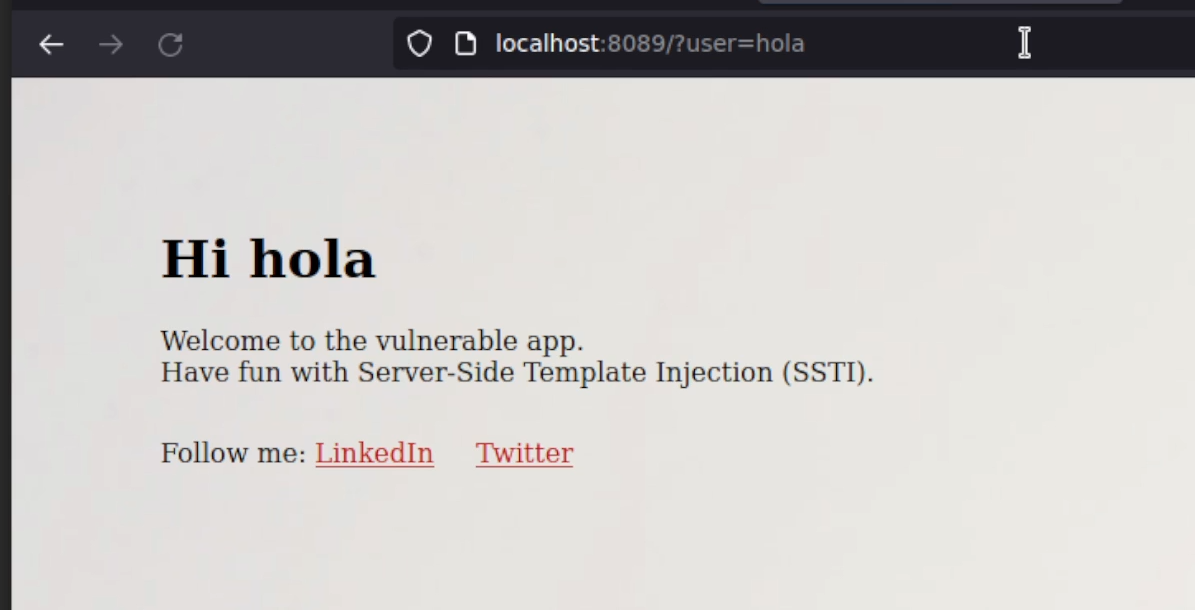 localhost:8089/?user=hola
Hi hola
Welcome to the vulnerable app.
Have fun with Server-Side Template Injection (SSTI).
Follow me: LinkedIn Twitter